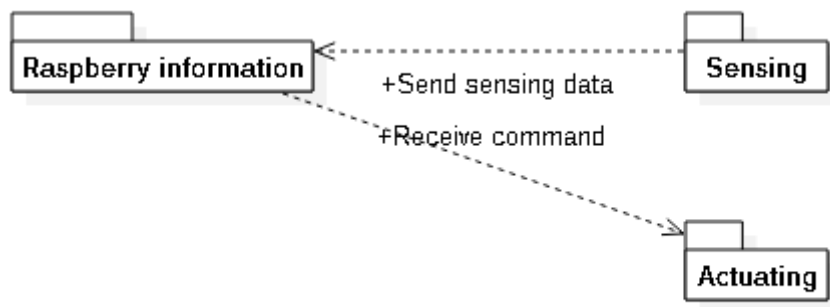 Raspberry information
Sensing
+Send sensing data
+Receive command
Actuating